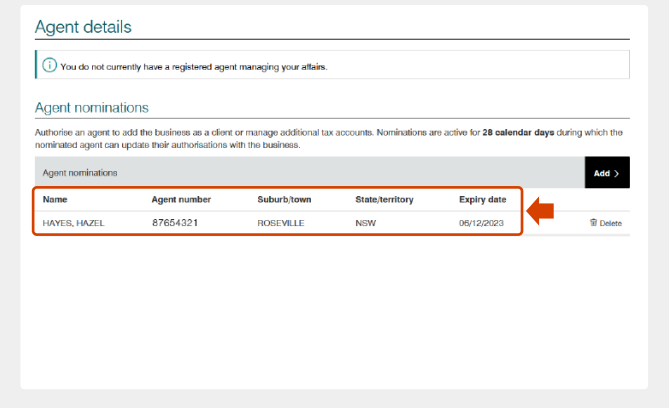 Agent details
You do not currently have a registered agent managing your affairs.
Agent nominations
Authorise an agent to add the business as a client or manage additional tax accounts. Nominations are active for 28 calendar days during which the
nominated agent can update their authorisations with the business.
Agent nominations Add >
Name Agent number Suburb/town State/territory Expiry date
HAYES, HAZEL 87654321 ROSEVILLE NSW 06/12/2023 Delete